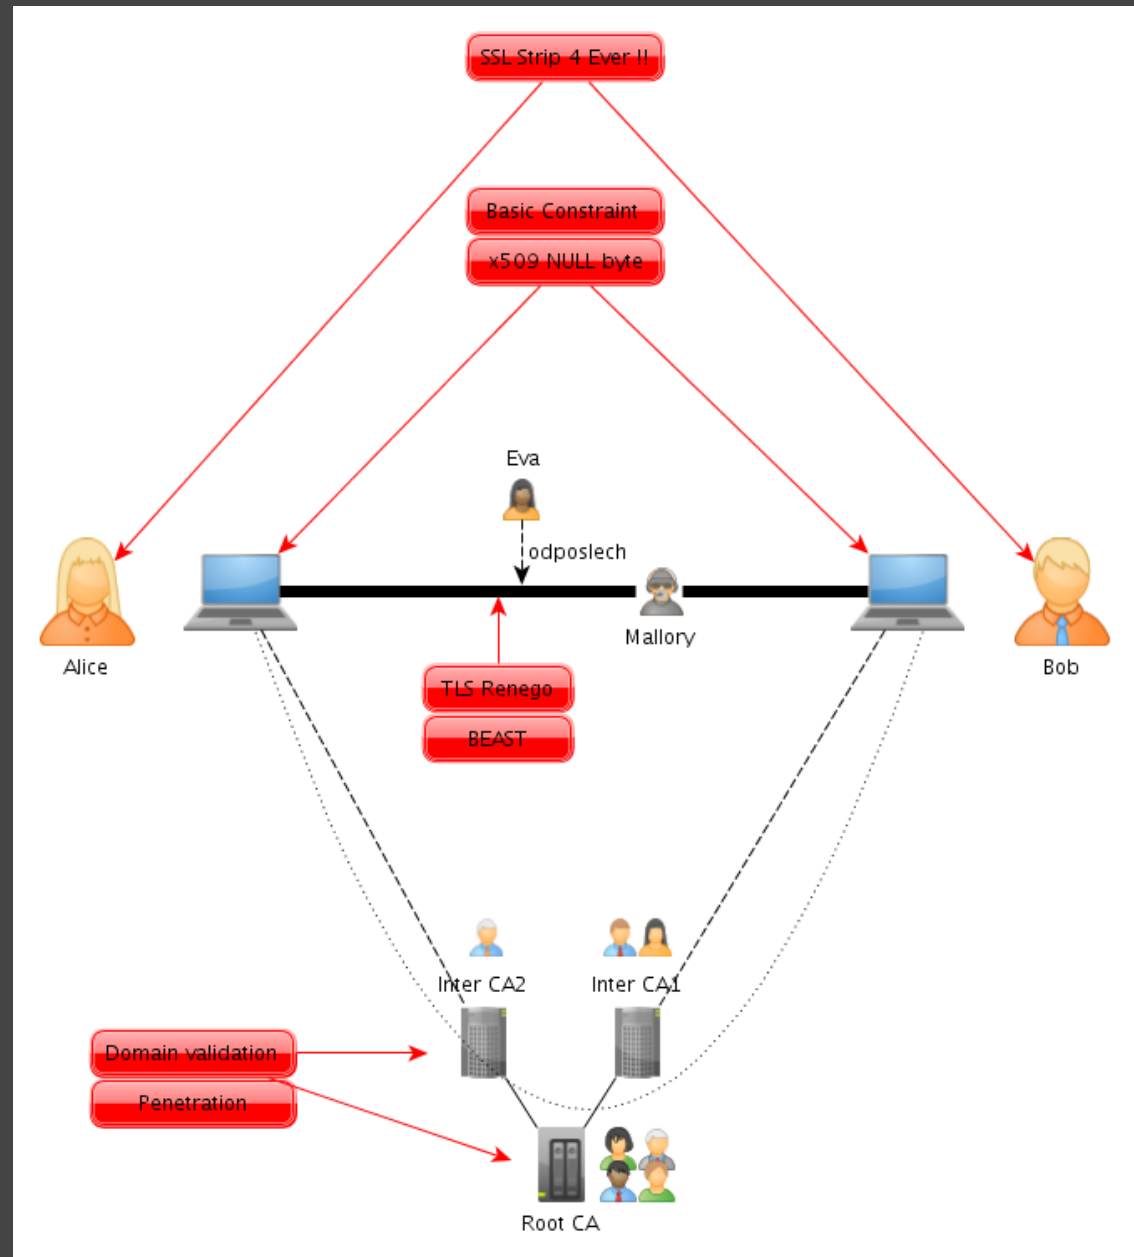 SSL Strip 4 Ever !!
Basic Constraint
x509 NULL byte
Eva
odposlech
Mallory
Alice
Bob
TLS Renego
BEAST
Inter CA2
Inter CA1
Domain validation
Penetration
Root CA